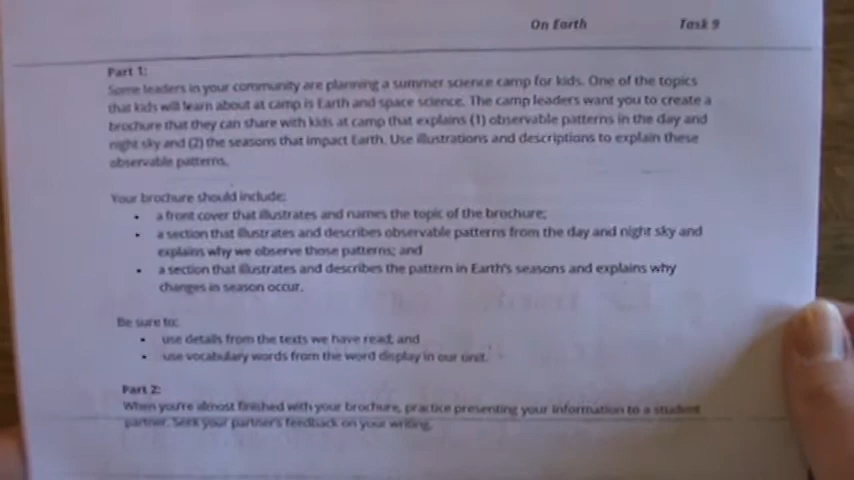 On Earth Task 9
Part 1:
Some leaders in your community are planning a summer science camp for kids. One of the topics
that kids will learn about at camp is Earth and space science. The camp leaders want you to create a
brochure that they can share with kids at camp that explains (1) observable patterns in the day and
night sky and (2) the seasons that impact Earth. Use illustrations and descriptions to explain these
observable patterns.
Your brochure should include:
• a front cover that illustrates and names the topic of the brochure;
• a section that illustrates and describes observable patterns from the day and night sky and
explains why we observe those patterns; and
• a section that illustrates and describes the pattern in Earth's seasons and explains why
changes in season occur.
Be sure to:
• use details from the texts we have read; and
• use vocabulary words from the word display in our unit.
Part 2:
When you're almost finished with your brochure, practice presenting your information to a student
partner. Seek your partner's feedback on your writing.